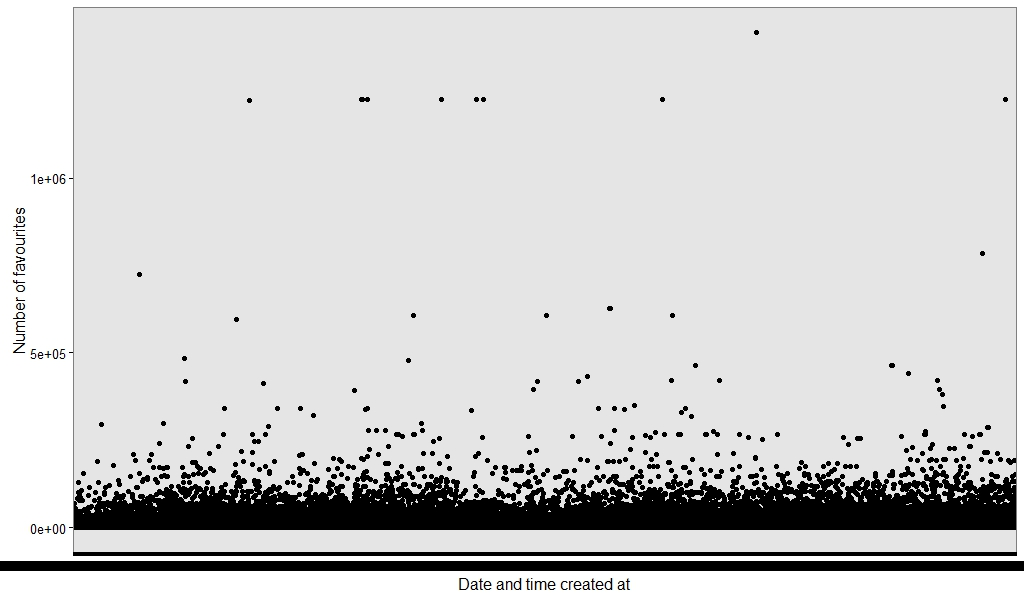 1e+06
Number of favourites
5e+05
0e+00
Date and time created at